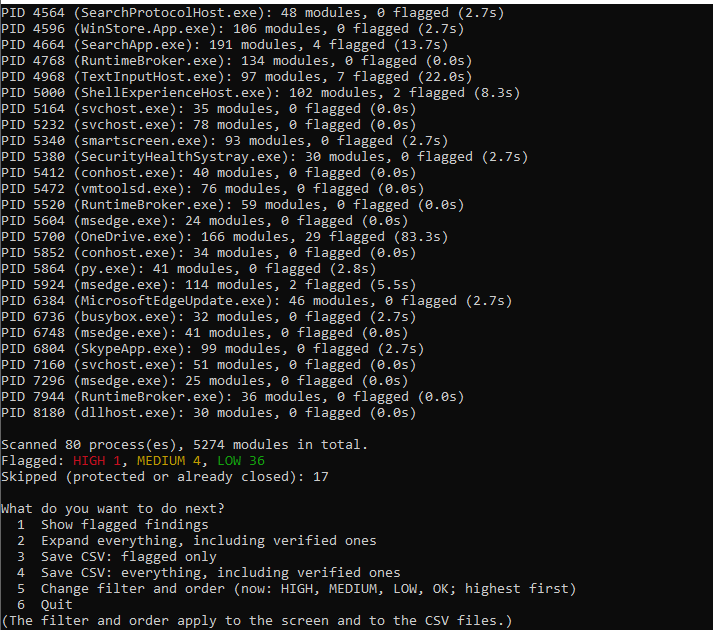 PID 4564 (SearchProtocolHost.exe): 48 modules, 0 flagged (2.7s)
PID 4596 (WinStore.App.exe): 106 modules, 0 flagged (2.7s)
PID 4664 (SearchApp.exe): 191 modules, 4 flagged (13.7s)
PID 4768 (RuntimeBroker.exe): 134 modules, 0 flagged (0.0s)
PID 4968 (TextInputHost.exe): 97 modules, 7 flagged (22.0s)
PID 5000 (ShellExperienceHost.exe): 102 modules, 2 flagged (8.3s)
PID 5164 (svchost.exe): 35 modules, 0 flagged (0.0s)
PID 5232 (svchost.exe): 78 modules, 0 flagged (0.0s)
PID 5340 (smartscreen.exe): 93 modules, 0 flagged (2.7s)
PID 5380 (SecurityHealthSystray.exe): 30 modules, 0 flagged (2.7s)
PID 5412 (conhost.exe): 40 modules, 0 flagged (0.0s)
PID 5472 (vmtoolsd.exe): 76 modules, 0 flagged (0.0s)
PID 5520 (RuntimeBroker.exe): 59 modules, 0 flagged (0.0s)
PID 5604 (msedge.exe): 24 modules, 0 flagged (0.0s)
PID 5700 (OneDrive.exe): 166 modules, 29 flagged (83.3s)
PID 5852 (conhost.exe): 34 modules, 0 flagged (0.0s)
PID 5864 (py.exe): 41 modules, 0 flagged (2.8s)
PID 5924 (msedge.exe): 114 modules, 2 flagged (5.5s)
PID 6384 (MicrosoftEdgeUpdate.exe): 46 modules, 0 flagged (2.7s)
PID 6736 (busybox.exe): 32 modules, 0 flagged (2.7s)
PID 6748 (msedge.exe): 41 modules, 0 flagged (0.0s)
PID 6804 (SkypeApp.exe): 99 modules, 0 flagged (2.7s)
PID 7160 (svchost.exe): 51 modules, 0 flagged (0.0s)
PID 7296 (msedge.exe): 25 modules, 0 flagged (0.0s)
PID 7944 (RuntimeBroker.exe): 36 modules, 0 flagged (0.0s)
PID 8180 (dllhost.exe): 30 modules, 0 flagged (0.0s)
Scanned 80 process(es), 5274 modules in total.
Flagged: HIGH 1, MEDIUM 4, LOW 36
Skipped (protected or already closed): 17
What do you want to do next?
1 Show flagged findings
2 Expand everything, including verified ones
3 Save CSV: flagged only
4 Save CSV: everything, including verified ones
5 Change filter and order (now: HIGH, MEDIUM, LOW, OK; highest first)
6 Quit
(The filter and order apply to the screen and to the CSV files.)